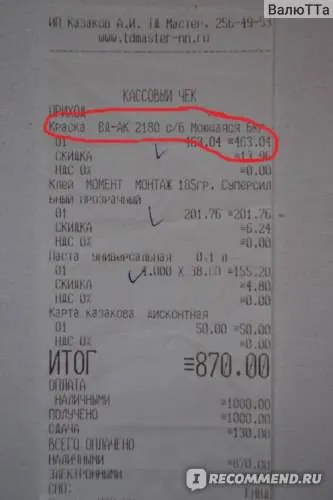 ВалюТТа
ИП Казаков А.И. ТД Мастер. 256-49-53
www.tdmaster-nn.ru
КАССОВЫЙ ЧЕК
ПРИХОД
Краска ВД-АК 2180 с/б Моющаяся 6кг
01 463.04 =463.04
СКИДКА =13.96
НДС 0% =0.00
Клей МОМЕНТ МОНТАЖ 185гр. Суперсил
ьный прозрачный
01 201.76 =201.76
СКИДКА =6.24
НДС 0% =0.00
Паста универсальная 0,1 л
01 4.000 X 38.80 =155.20
СКИДКА =4.80
НДС 0% =0.00
Карта казакова дисконтная
01 50.00 =50.00
НДС 0% =0.00
ИТОГ =870.00
ОПЛАТА
НАЛИЧНЫМИ =1000.00
ПОЛУЧЕНО =1000.00
СДАЧА =130.00
ВСЕГО ОПЛАЧЕНО
НАЛИЧНЫМИ =870.00
ЭЛЕКТРОННЫМИ
СНО:
IRECOMMEND.RU